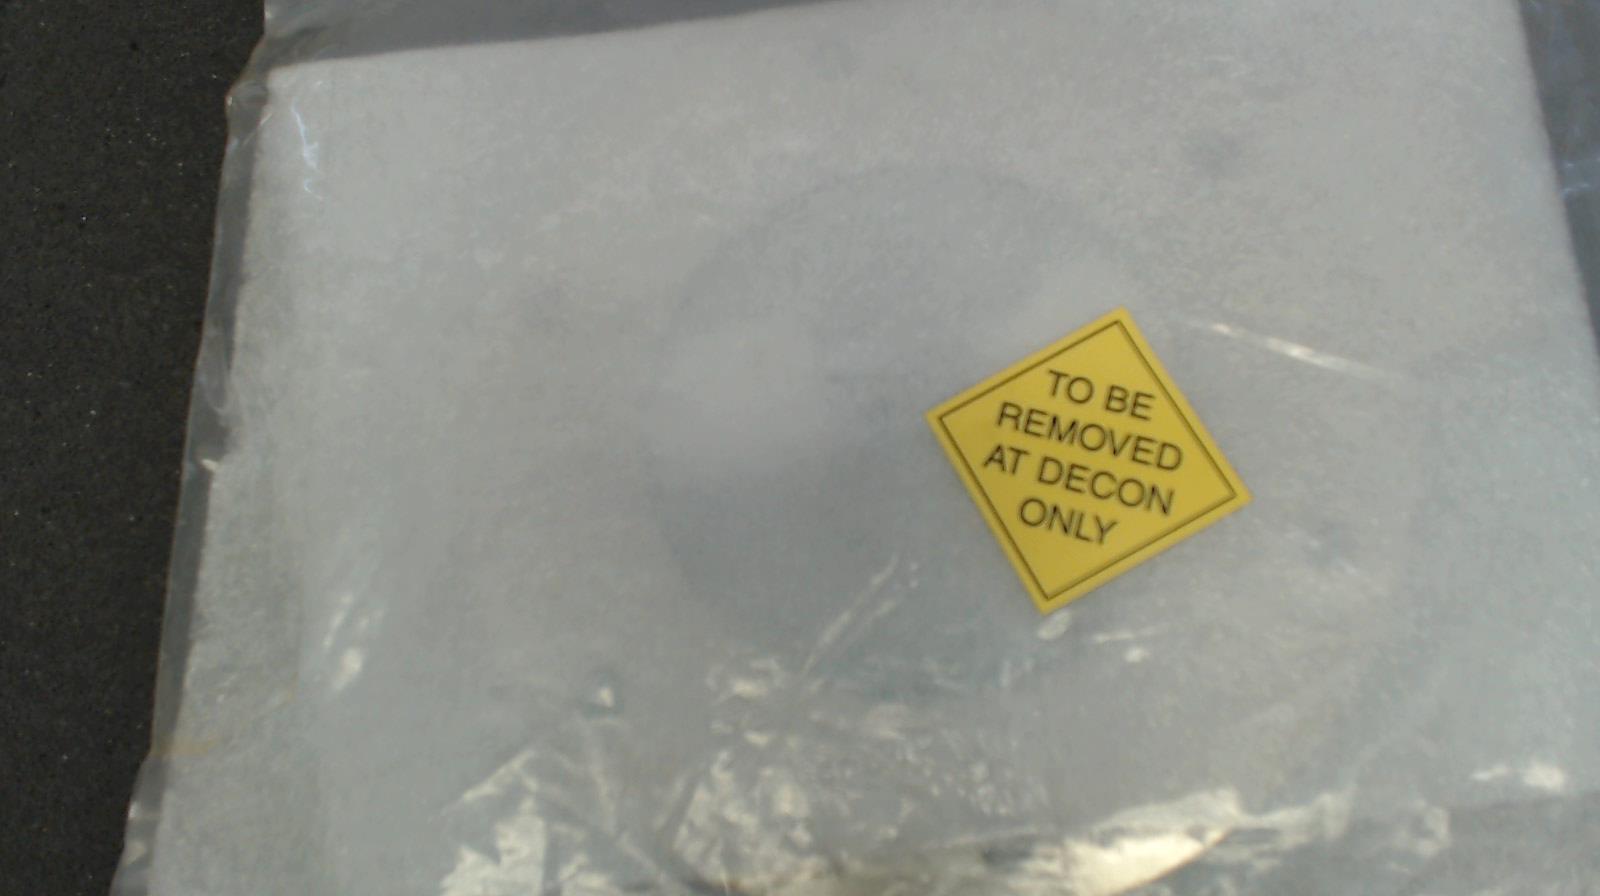 TO BE
REMOVED
AT DECON
ONLY